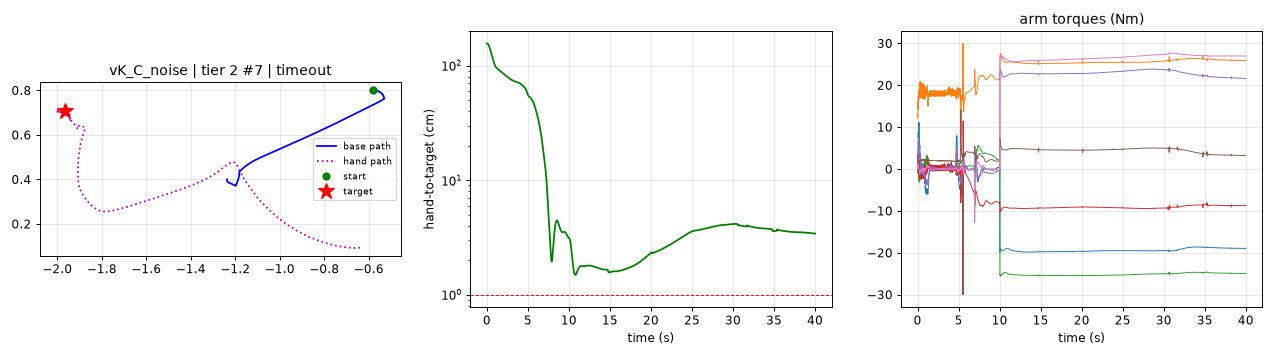 vK_C_noise | tier 2 #7 | timeout
0.8
0.6
0.4
0.2
−2.0 −1.8 −1.6 −1.4 −1.2 −1.0 −0.8 −0.6
base path
hand path
start
target
hand-to-target (cm)
10²
10¹
10⁰
0 5 10 15 20 25 30 35 40
time (s)
arm torques (Nm)
30
20
10
0
−10
−20
−30
0 5 10 15 20 25 30 35 40
time (s)